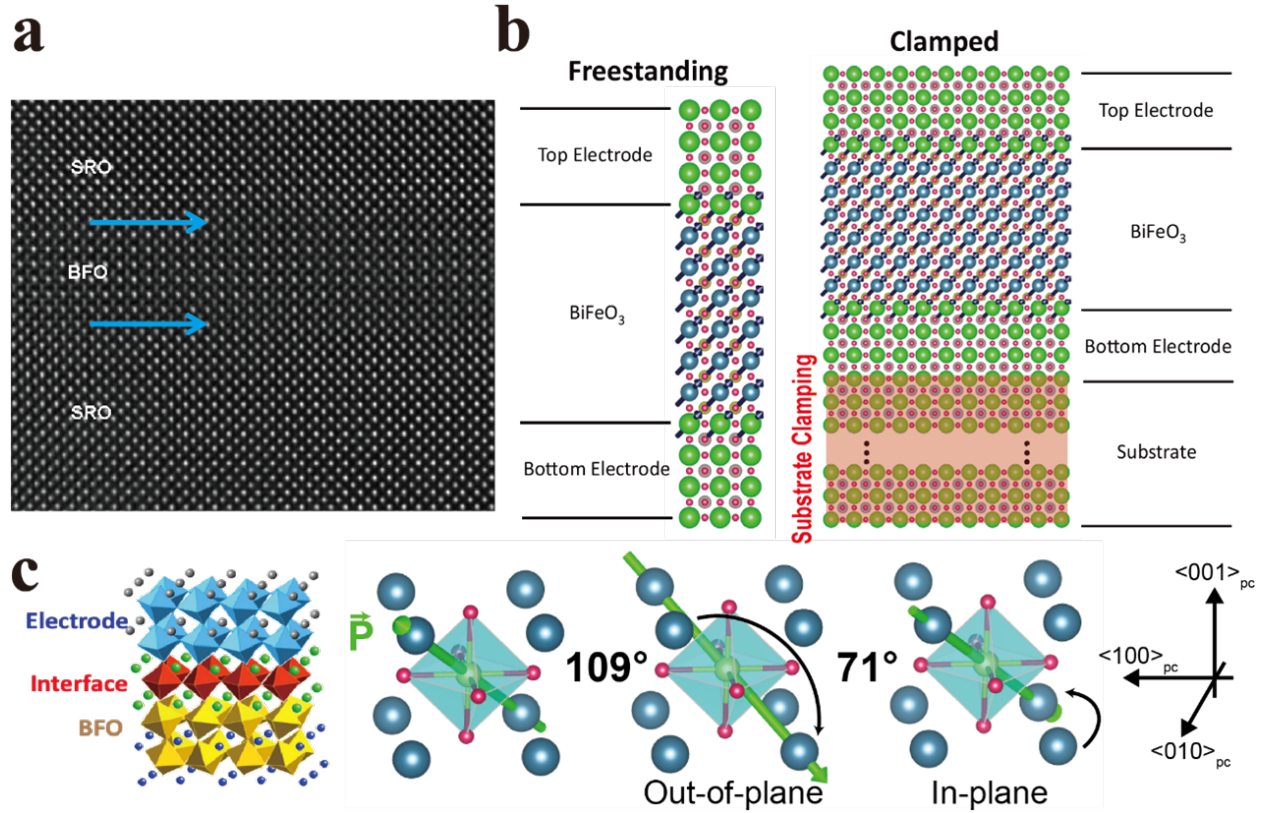 a
SRO
BFO
SRO
b
Freestanding
Top Electrode
BiFeO₃
Bottom Electrode
Clamped
Top Electrode
BiFeO₃
Bottom Electrode
Substrate
Substrate Clamping
c
Electrode
Interface
BFO
P⃗
109°
Out-of-plane
71°
In-plane
<001>pc
<100>pc
<010>pc